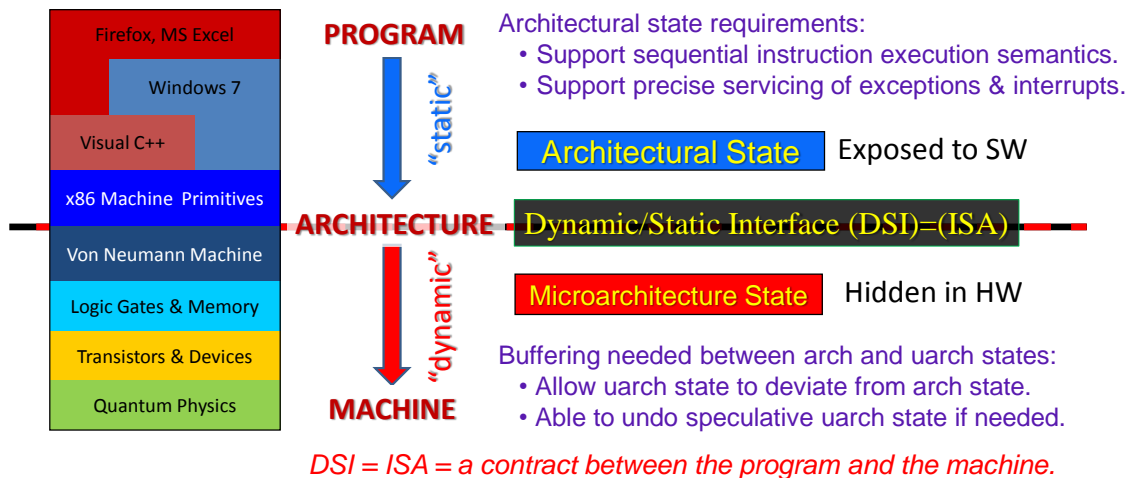 Firefox, MS Excel
Windows 7
Visual C++
x86 Machine Primitives
Von Neumann Machine
Logic Gates & Memory
Transistors & Devices
Quantum Physics
PROGRAM
“static”
ARCHITECTURE
“dynamic”
MACHINE
Architectural state requirements:
• Support sequential instruction execution semantics.
• Support precise servicing of exceptions & interrupts.
Architectural State
Exposed to SW
Dynamic/Static Interface (DSI)=(ISA)
Microarchitecture State
Hidden in HW
Buffering needed between arch and uarch states:
• Allow uarch state to deviate from arch state.
• Able to undo speculative uarch state if needed.
DSI = ISA = a contract between the program and the machine.